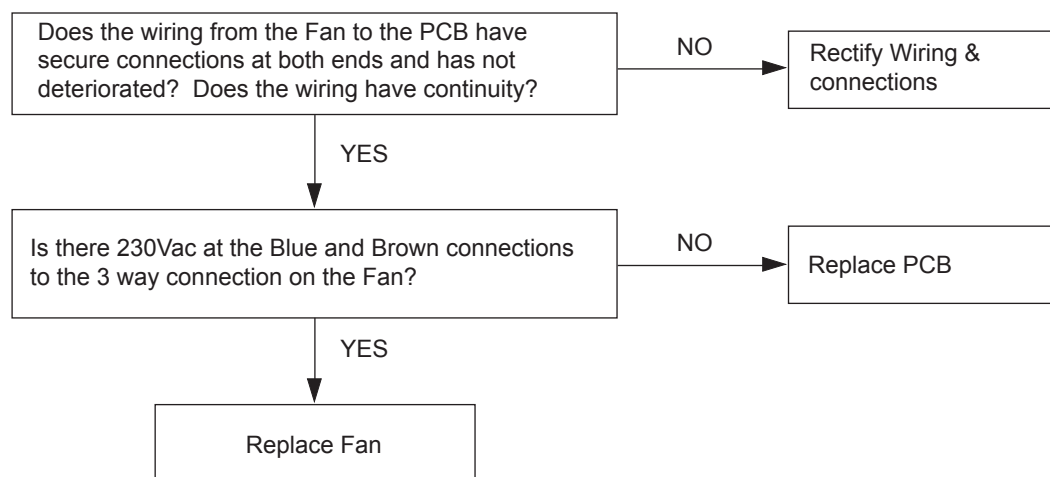 Does the wiring from the Fan to the PCB have
secure connections at both ends and has not
deteriorated? Does the wiring have continuity?
NO
Rectify Wiring &
connections
YES
Is there 230Vac at the Blue and Brown connections
to the 3 way connection on the Fan?
NO
Replace PCB
YES
Replace Fan